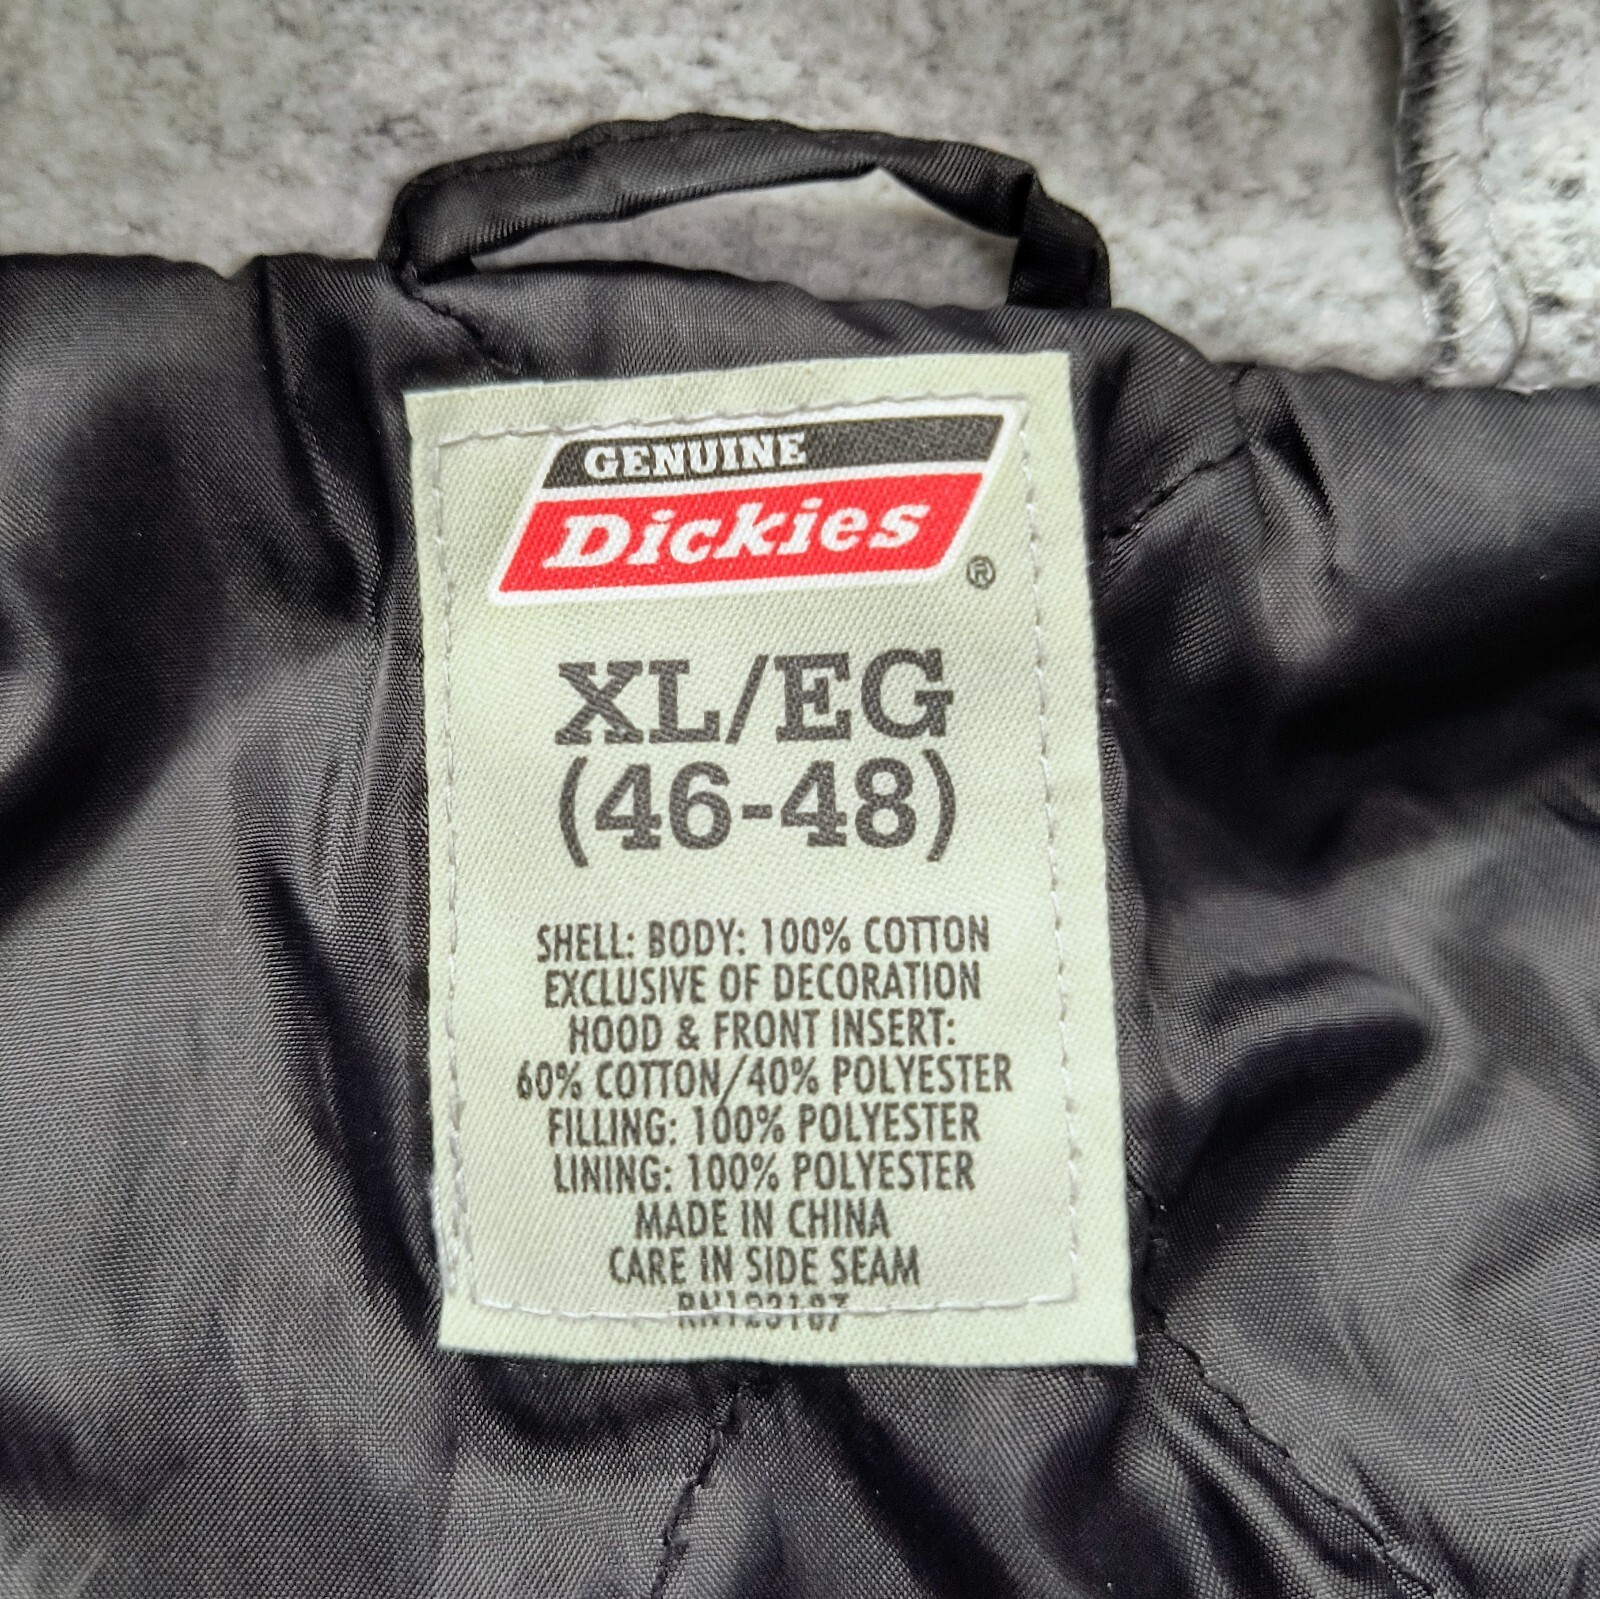 GENUINE
Dickies
®
XL/EG
(46-48)
SHELL: BODY: 100% COTTON
EXCLUSIVE OF DECORATION
HOOD & FRONT INSERT:
60% COTTON/40% POLYESTER
FILLING: 100% POLYESTER
LINING: 100% POLYESTER
MADE IN CHINA
CARE IN SIDE SEAM
RN123187